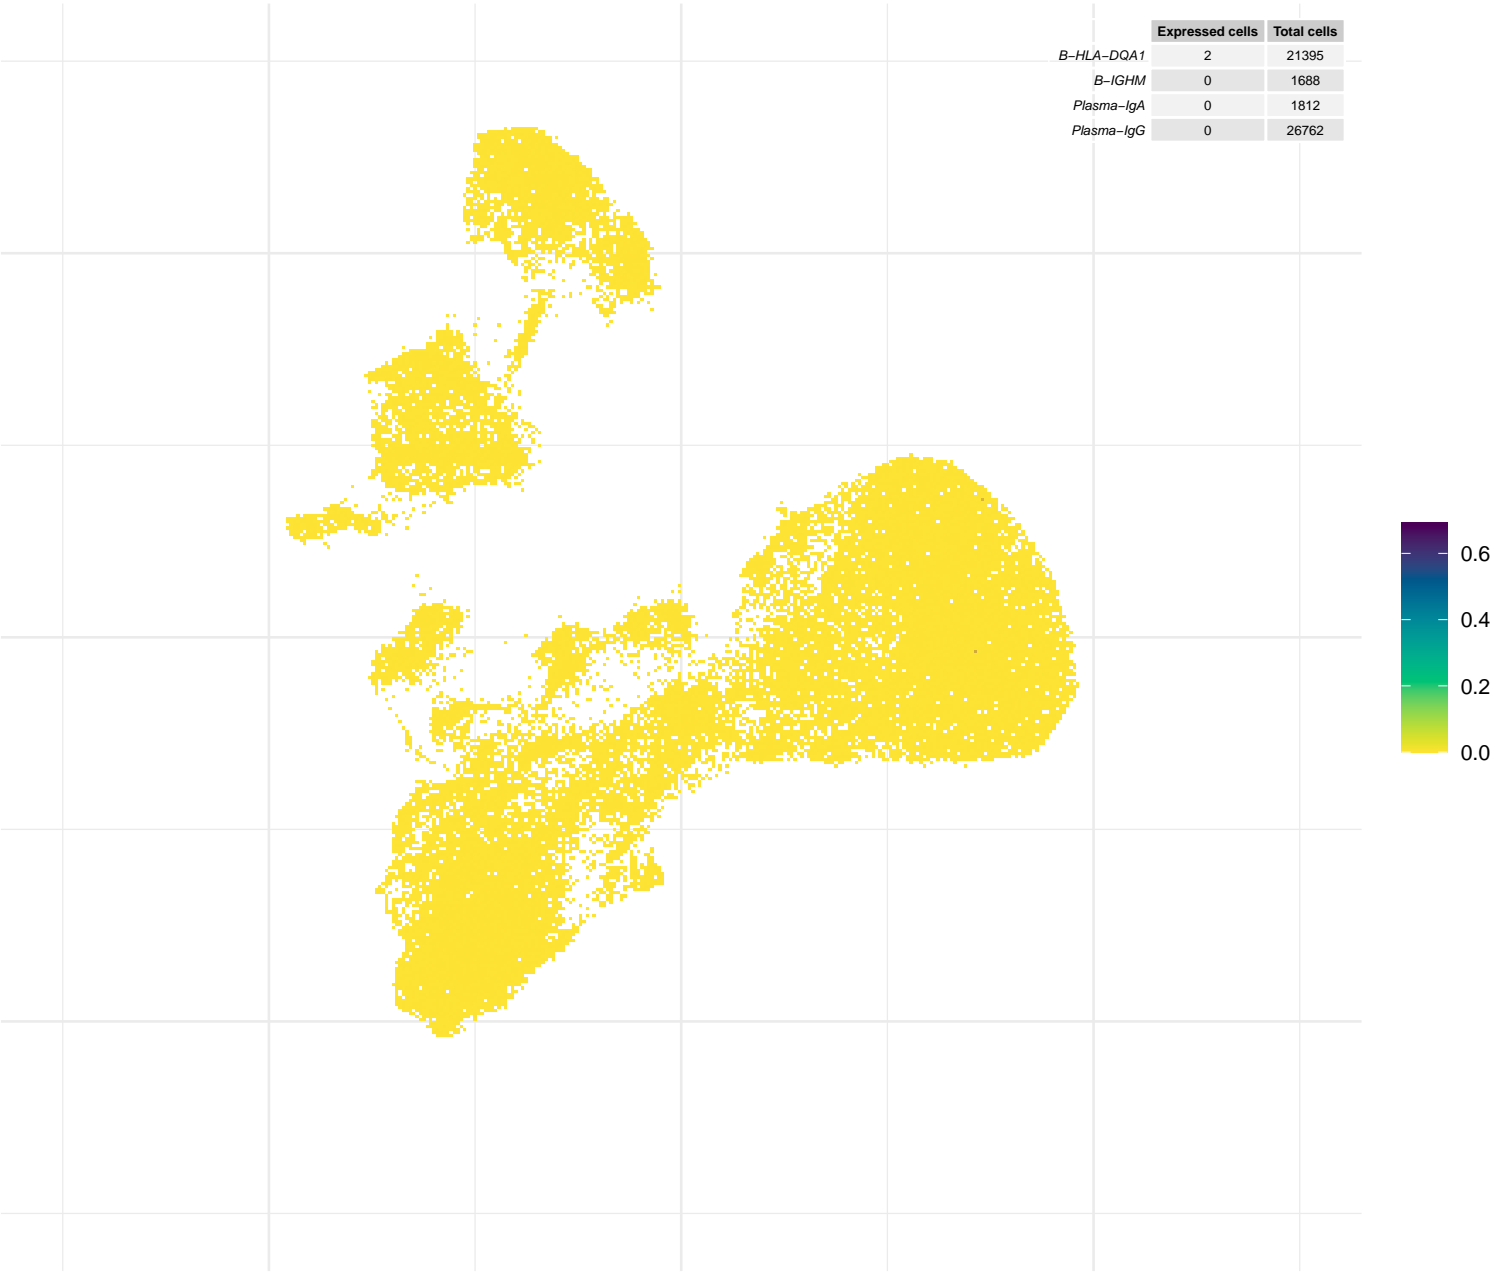 Expressed cells Total cells
B−HLA−DQA1 2 21395
B−IGHM 0 1688
Plasma−IgA 0 1812
Plasma−IgG 0 26762
0.6
0.4
0.2
0.0